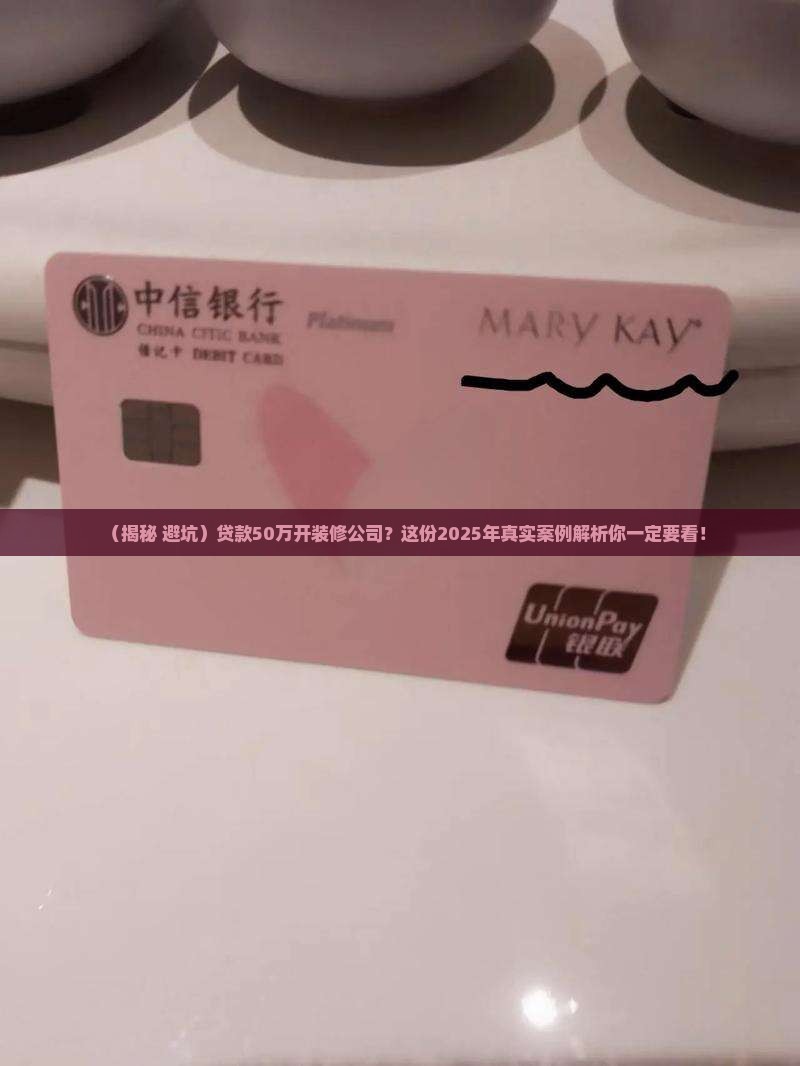 中信银行
CHINA CITIC BANK
借记卡 DEBIT CARD
Platinum
MARY KAY®
（揭秘 避坑）贷款50万开装修公司？这份2025年真实案例解析你一定要看！
UnionPay
银联